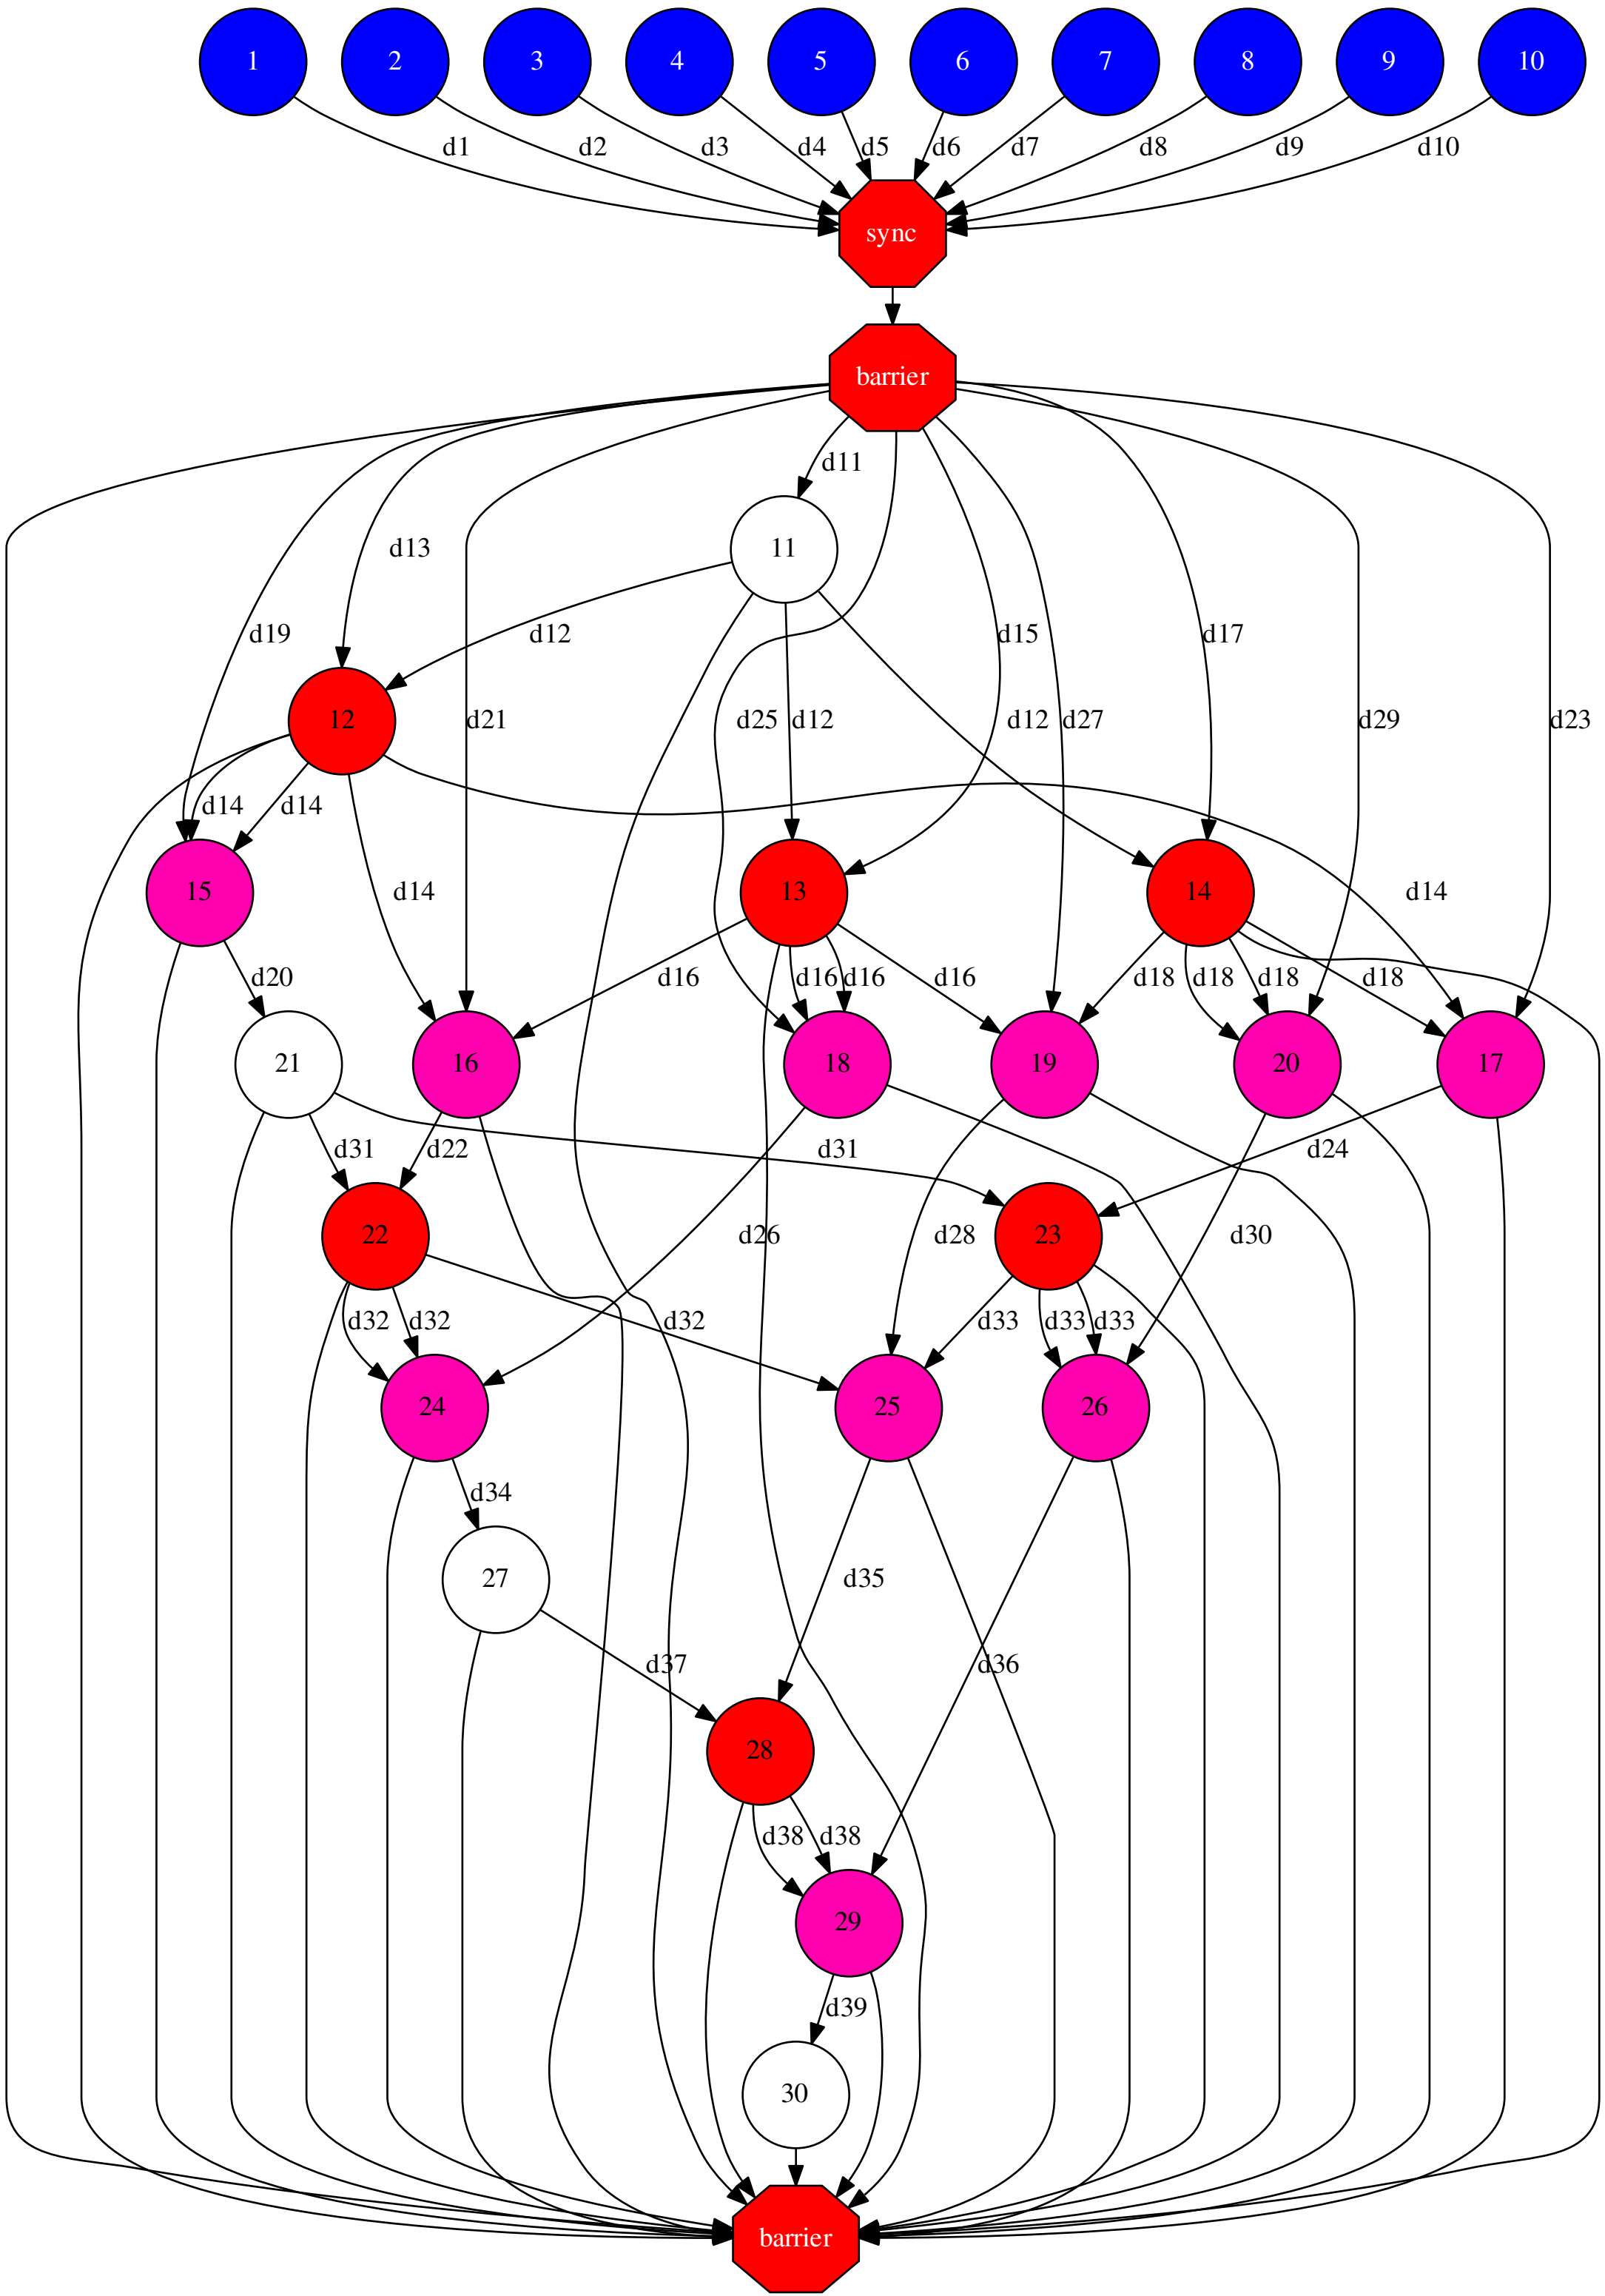 1 2 3 4 5 6 7 8 9 10
d1 d2 d3 d4 d5 d6 d7 d8 d9 d10
sync
barrier
d11
d13 11
d19 d12 d15 d17
12 d21 d25 d12 d12 d27 d29 d23
d14 d14
15 d14 13 14 d14
d20 d16 d16 d16 d16 d18 d18 d18 d18
21 16 18 19 20 17
d31 d22 d31 d24
22 d26 d28 23 d30
d32 d32 d32 d33 d33 d33
24 25 26
d34
27 d35
d37 d36
28
d38 d38
29
d39
30
barrier